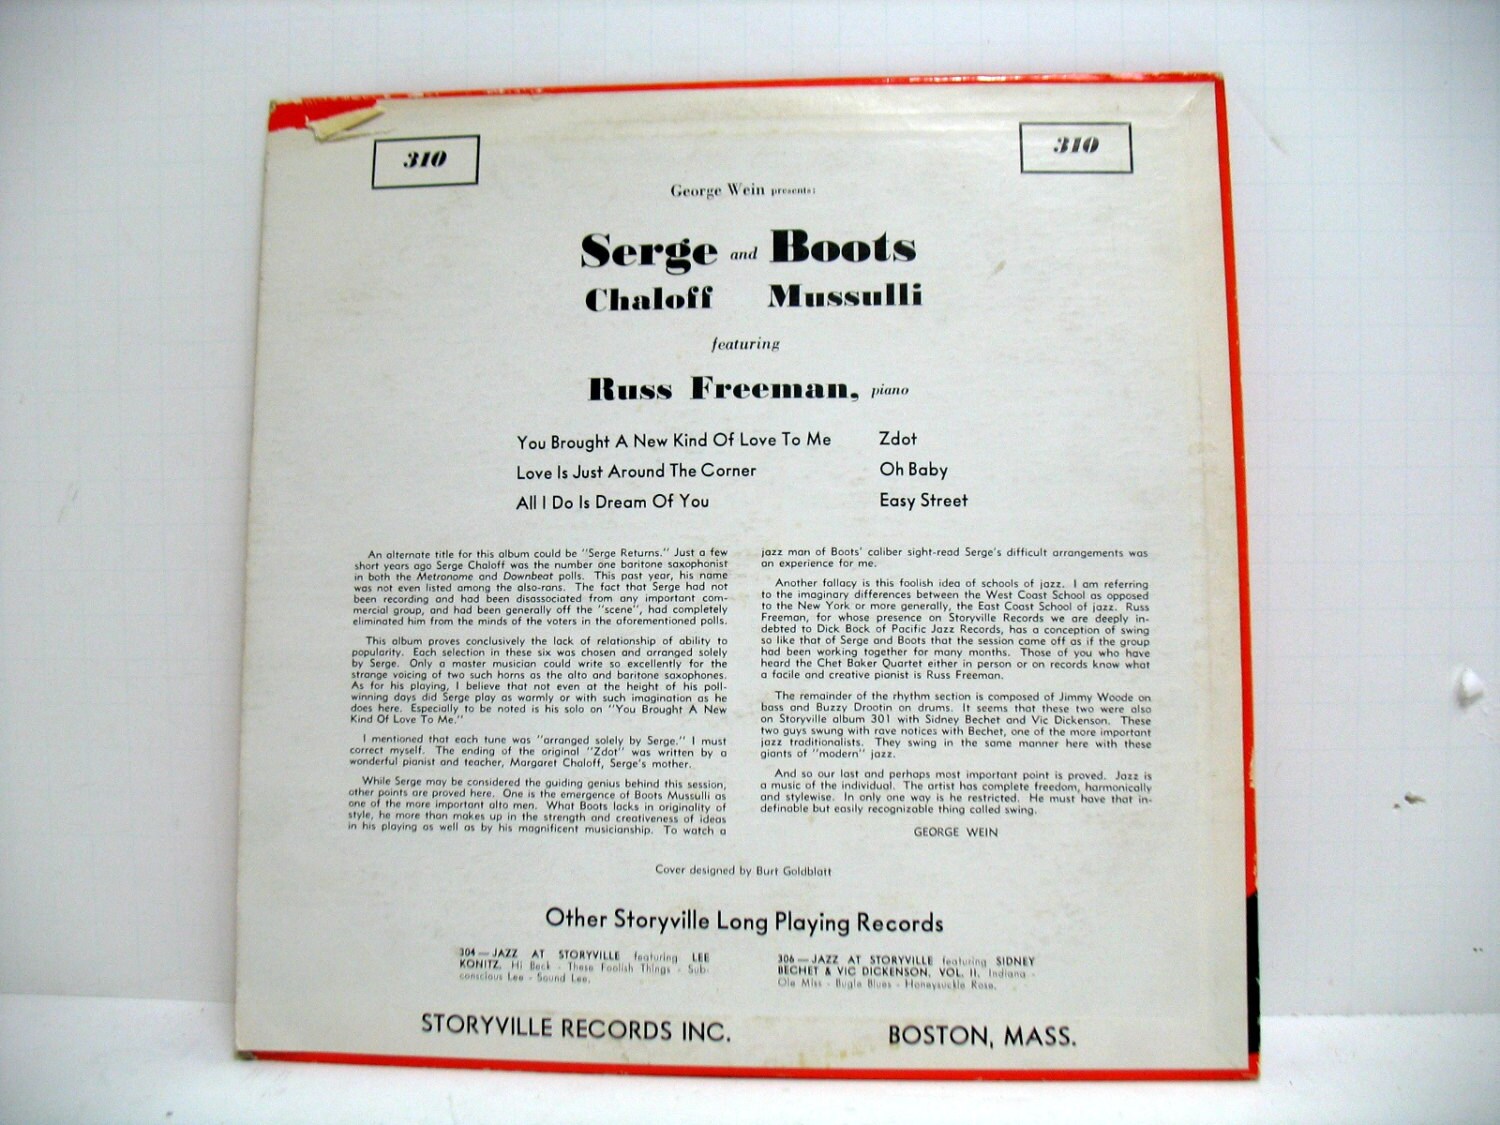 310
310
George Wein presents:
Serge and Boots
Chaloff Mussulli
featuring
Russ Freeman, piano
You Brought A New Kind Of Love To Me
Love Is Just Around The Corner
All I Do Is Dream Of You
Zdot
Oh Baby
Easy Street
An alternate title for this album could be "Serge Returns." Just a few
short years ago Serge Chaloff was the number one baritone saxophonist
in both the Metronome and Downbeat polls. This past year, his name
was not even listed among the also-rans. The fact that Serge had not
been recording and had been disassociated from any important com-
mercial group, and had been generally off the "scene", had completely
eliminated him from the minds of the voters in the aforementioned polls.
This album proves conclusively the lack of relationship of ability to
popularity. Each selection in these six was chosen and arranged solely
by Serge. Only a master musician could write so excellently for the
strange voicing of two such horns as the alto and baritone saxophones.
As for his playing, I believe that not even at the height of his poll-
winning days did Serge play as warmly or with such imagination as he
does here. Especially to be noted is his solo on "You Brought A New
Kind Of Love To Me."
I mentioned that each tune was "arranged solely by Serge." I must
correct myself. The ending of the original "Zdot" was written by a
wonderful pianist and teacher, Margaret Chaloff, Serge's mother.
While Serge may be considered the guiding genius behind this session,
other points are proved here. One is the emergence of Boots Mussulli as
one of the more important alto men. What Boots lacks in originality of
style, he more than makes up in the strength and creativeness of ideas
in his playing as well as by his magnificent musicianship. To watch a
jazz man of Boots' caliber sight-read Serge's difficult arrangements was
an experience for me.
Another fallacy is this foolish idea of schools of jazz. I am referring
to the imaginary differences between the West Coast School as opposed
to the New York or more generally, the East Coast School of jazz. Russ
Freeman, for whose presence on Storyville Records we are deeply in-
debted to Dick Bock of Pacific Jazz Records, has a conception of swing
so like that of Serge and Boots that the session came off as if the group
had been working together for many months. Those of you who have
heard the Chet Baker Quartet either in person or on records know what
a facile and creative pianist is Russ Freeman.
The remainder of the rhythm section is composed of Jimmy Woode on
bass and Buzzy Drootin on drums. It seems that these two were also
on Storyville album 301 with Sidney Bechet and Vic Dickenson. These
two guys swung with rave notices with Bechet, one of the more important
jazz traditionalists. They swing in the same manner here with these
giants of "modern" jazz.
And so our last and perhaps most important point is proved. Jazz is
a music of the individual. The artist has complete freedom, harmonically
and stylewise. In only one way is he restricted. He must have that in-
definable but easily recognizable thing called swing.
GEORGE WEIN
Cover designed by Burt Goldblatt
Other Storyville Long Playing Records
304—JAZZ AT STORYVILLE featuring LEE
KONITZ. Hi Beck - These Foolish Things - Sub-
conscious Lee - Sound Lee.
306—JAZZ AT STORYVILLE featuring SIDNEY
BECHET & VIC DICKENSON, VOL. II. Indiana -
Ole Miss - Bugle Blues - Honeysuckle Rose.
STORYVILLE RECORDS INC.
BOSTON, MASS.